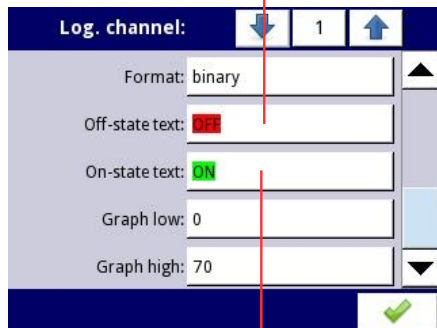 Log. channel: 1
Format: binary
Off-state text: OFF
On-state text: ON
Graph low: 0
Graph high: 70